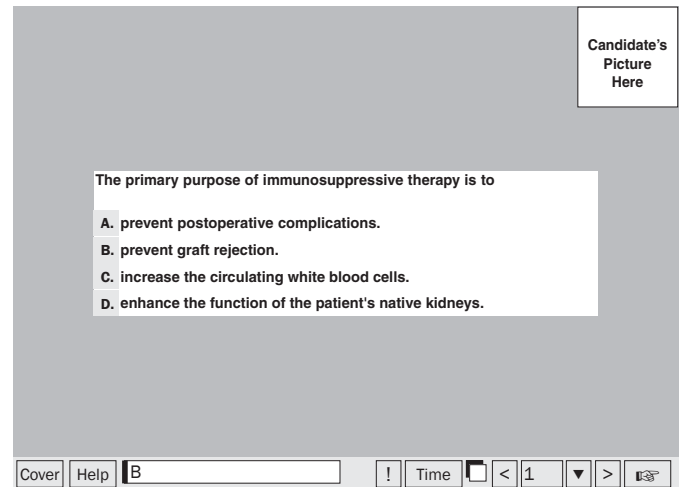 Candidate's
Picture
Here
The primary purpose of immunosuppressive therapy is to
A. prevent postoperative complications.
B. prevent graft rejection.
C. increase the circulating white blood cells.
D. enhance the function of the patient's native kidneys.
Cover Help B ! Time < 1 ▼ > ☞